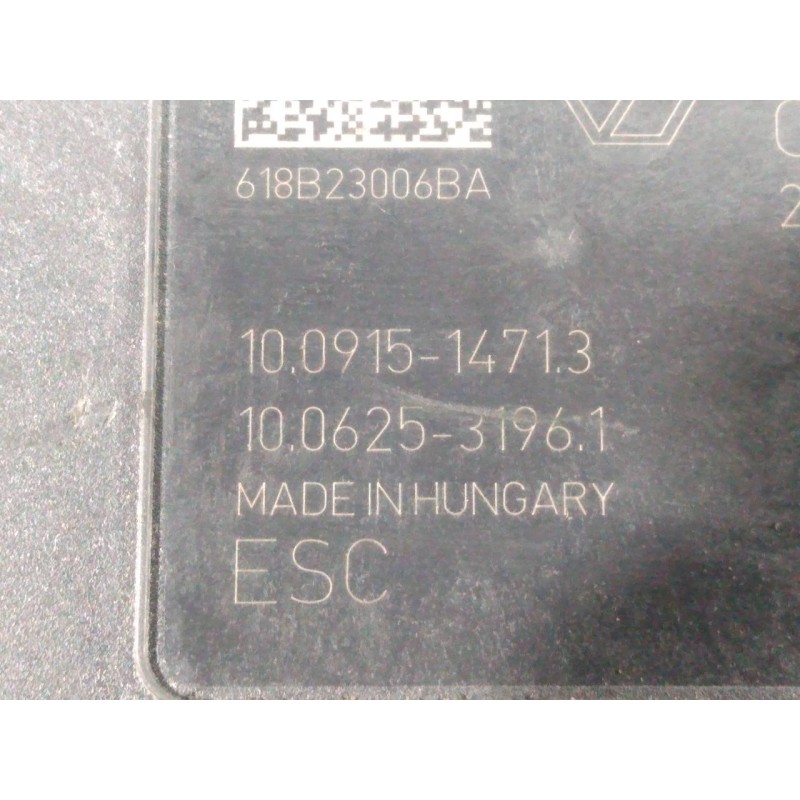 618B23006BA
10.0915-1471.3
10.0625-3196.1
MADE IN HUNGARY
ESC